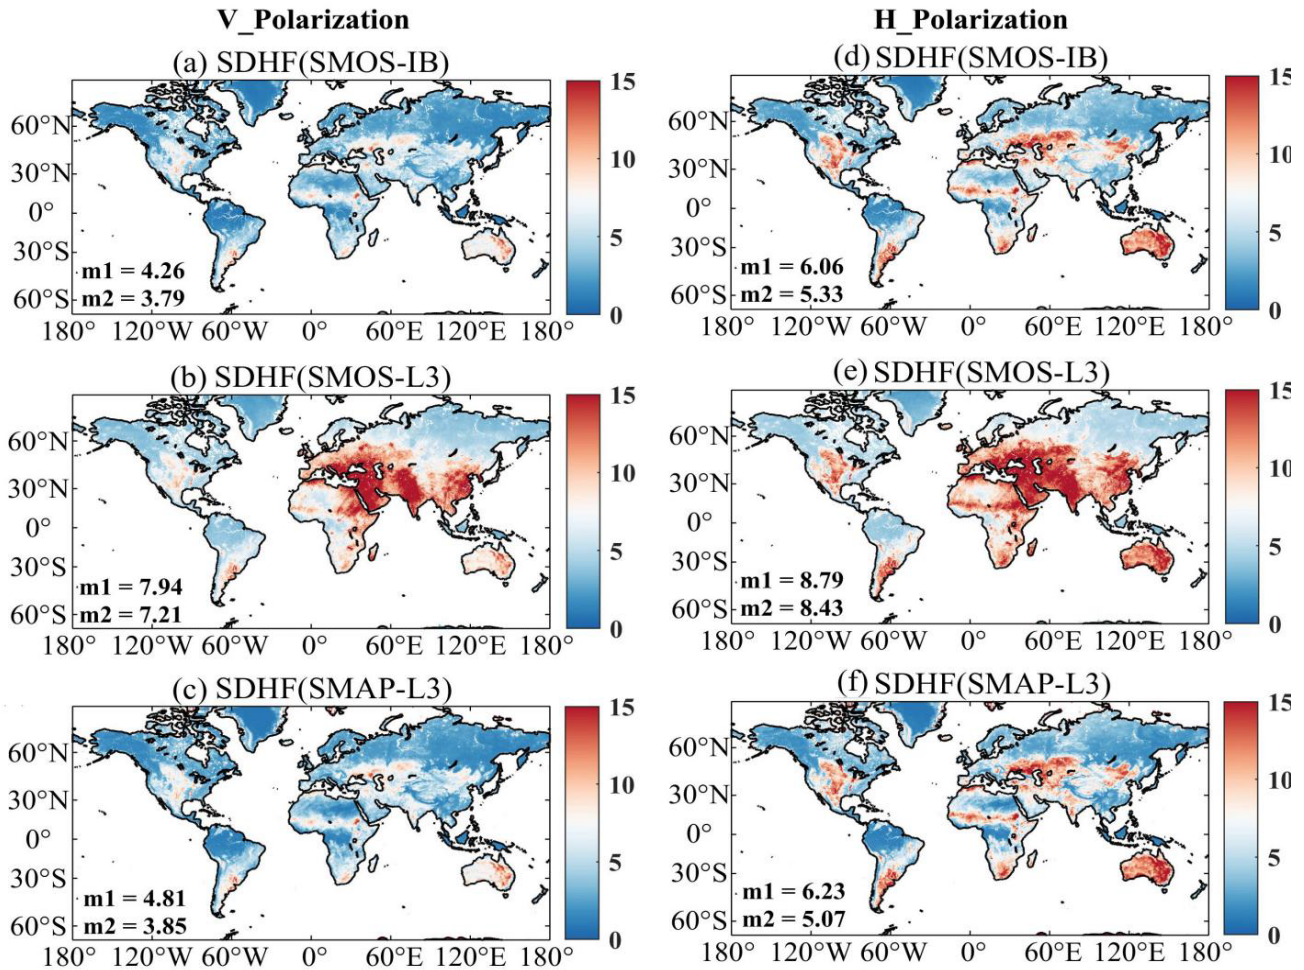 V_Polarization
H_Polarization
(a) SDHF(SMOS-IB)
60°N
30°N
0°
30°S
60°S
m1 = 4.26
m2 = 3.79
180° 120°W 60°W 0° 60°E 120°E 180°
15
10
5
0
(d) SDHF(SMOS-IB)
60°N
30°N
0°
30°S
60°S
m1 = 6.06
m2 = 5.33
180° 120°W 60°W 0° 60°E 120°E 180°
15
10
5
0
(b) SDHF(SMOS-L3)
60°N
30°N
0°
30°S
60°S
m1 = 7.94
m2 = 7.21
180° 120°W 60°W 0° 60°E 120°E 180°
15
10
5
0
(e) SDHF(SMOS-L3)
60°N
30°N
0°
30°S
60°S
m1 = 8.79
m2 = 8.43
180° 120°W 60°W 0° 60°E 120°E 180°
15
10
5
0
(c) SDHF(SMAP-L3)
60°N
30°N
0°
30°S
60°S
m1 = 4.81
m2 = 3.85
180° 120°W 60°W 0° 60°E 120°E 180°
15
10
5
0
(f) SDHF(SMAP-L3)
60°N
30°N
0°
30°S
60°S
m1 = 6.23
m2 = 5.07
180° 120°W 60°W 0° 60°E 120°E 180°
15
10
5
0